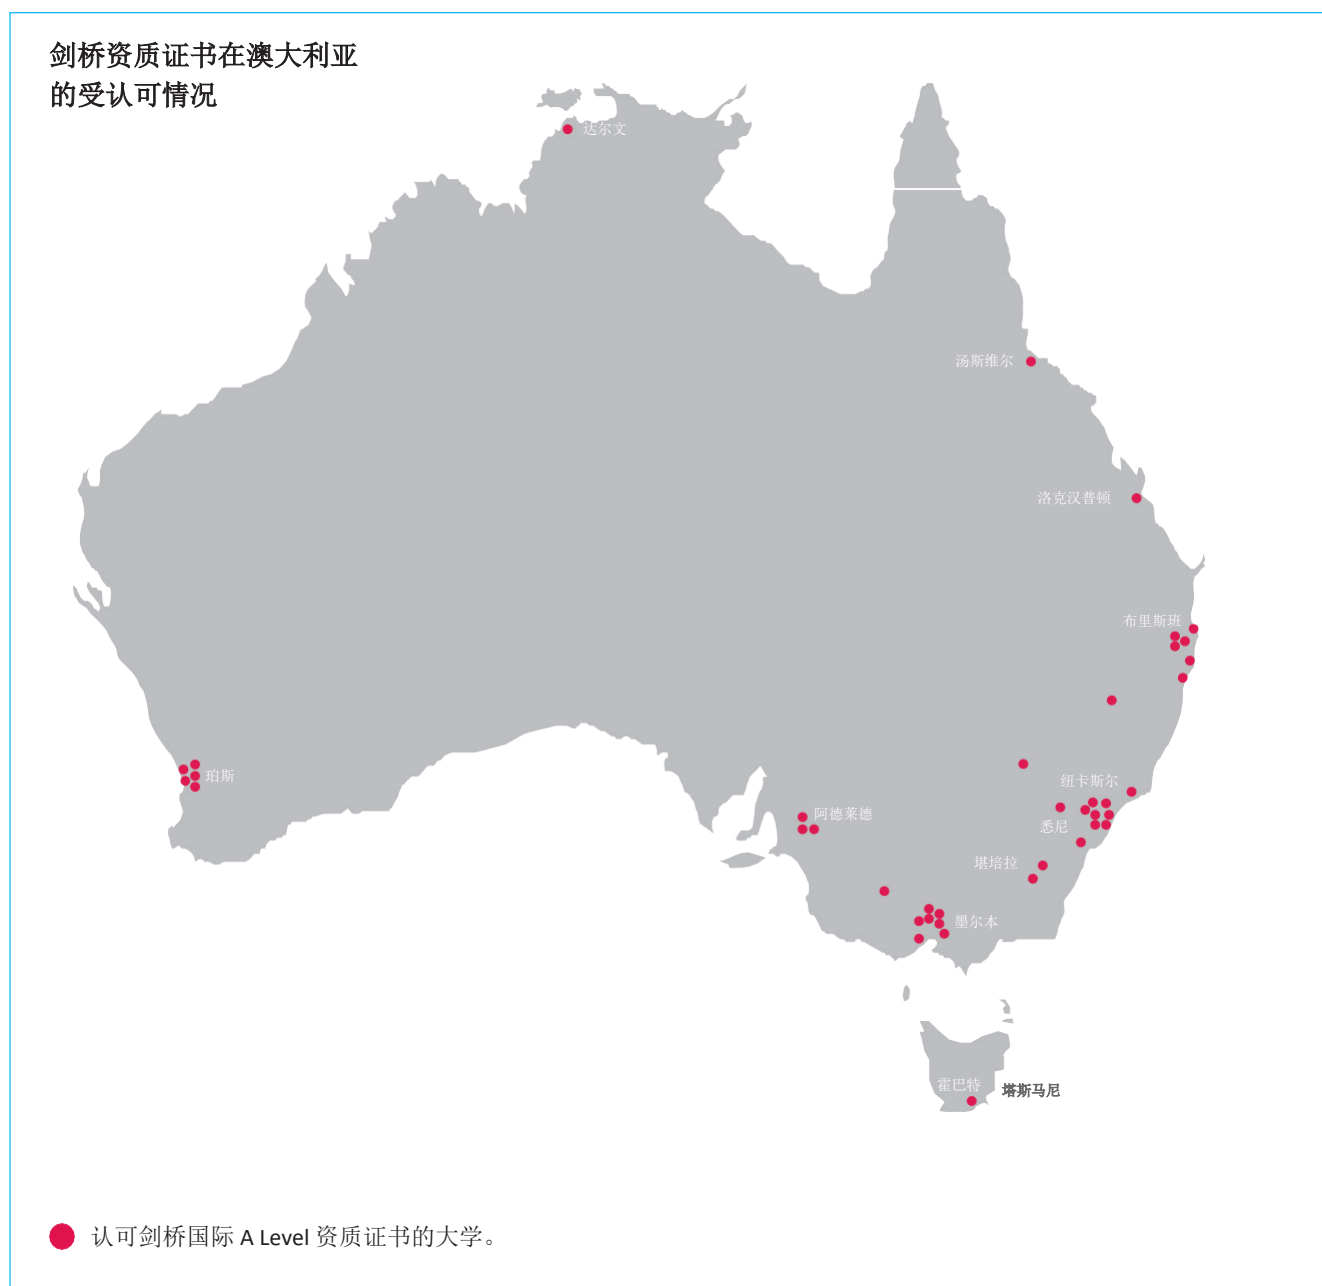 剑桥资质证书在澳大利亚
的受认可情况
达尔文
汤斯维尔
洛克汉普顿
布里斯班
珀斯
纽卡斯尔
阿德莱德
悉尼
堪培拉
墨尔本
霍巴特
塔斯马尼
认可剑桥国际 A Level 资质证书的大学。